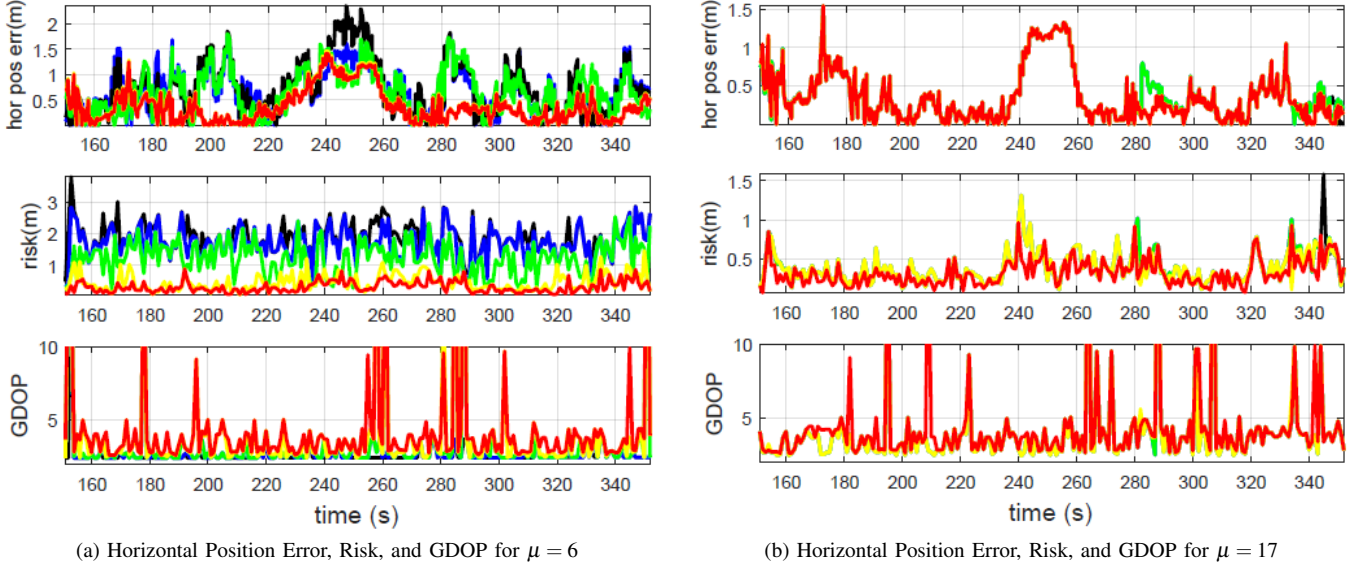 hor pos err(m)
2
1.5
1
0.5
160 180 200 220 240 260 280 300 320 340
risk(m)
3
2
1
160 180 200 220 240 260 280 300 320 340
GDOP
10
5
160 180 200 220 240 260 280 300 320 340
time (s)
(a) Horizontal Position Error, Risk, and GDOP for μ = 6
hor pos err(m)
1.5
1
0.5
160 180 200 220 240 260 280 300 320 340
risk(m)
1.5
1
0.5
160 180 200 220 240 260 280 300 320 340
GDOP
10
5
160 180 200 220 240 260 280 300 320 340
time (s)
(b) Horizontal Position Error, Risk, and GDOP for μ = 17